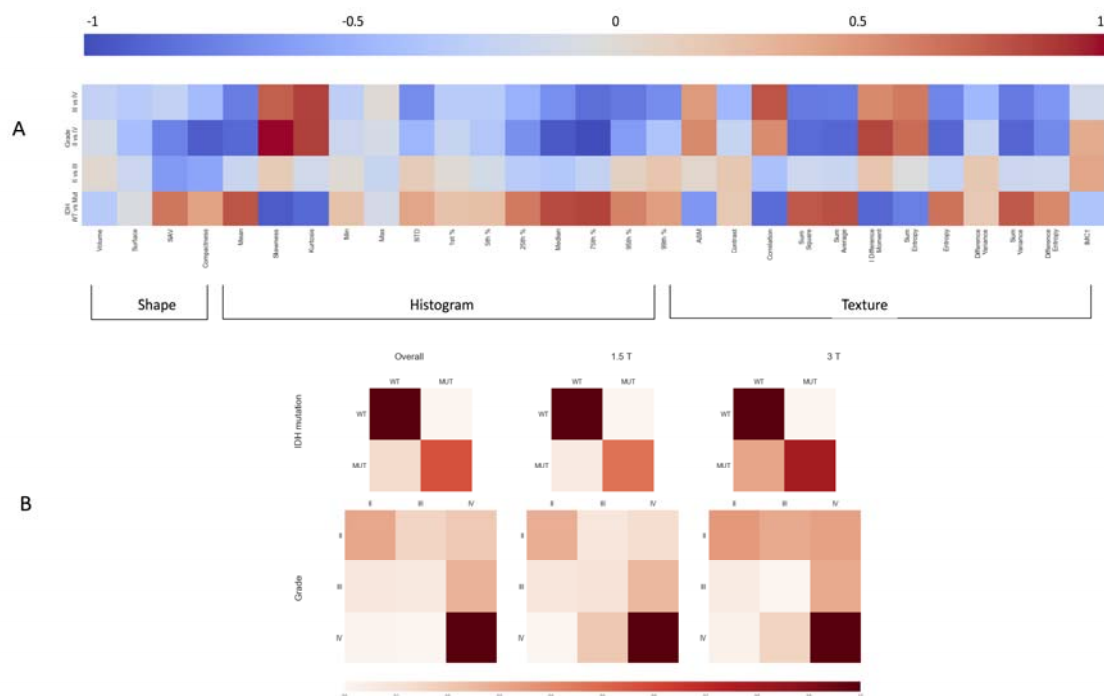 -1 -0.5 0 0.5 1
A
III vs IV
Grade
II vs IV
II vs III
IDH
WT vs Mut
Volume
Surface
SAV
Compactness
Mean
Skewness
Kurtosis
Min
Max
STD
1st %
5th %
25th %
Median
75th %
95th %
99th %
ASM
Contrast
Correlation
Sum
Square
Sum
Average
I Difference
Moment
Sum
Entropy
Entropy
Difference
Variance
Sum
Variance
Difference
Entropy
IMC1
Shape Histogram Texture
Overall 1.5 T 3 T
WT MUT WT MUT WT MUT
IDH mutation
WT WT WT
MUT MUT MUT
B
II III IV II III IV II III IV
Grade
II II II
III III III
IV IV IV